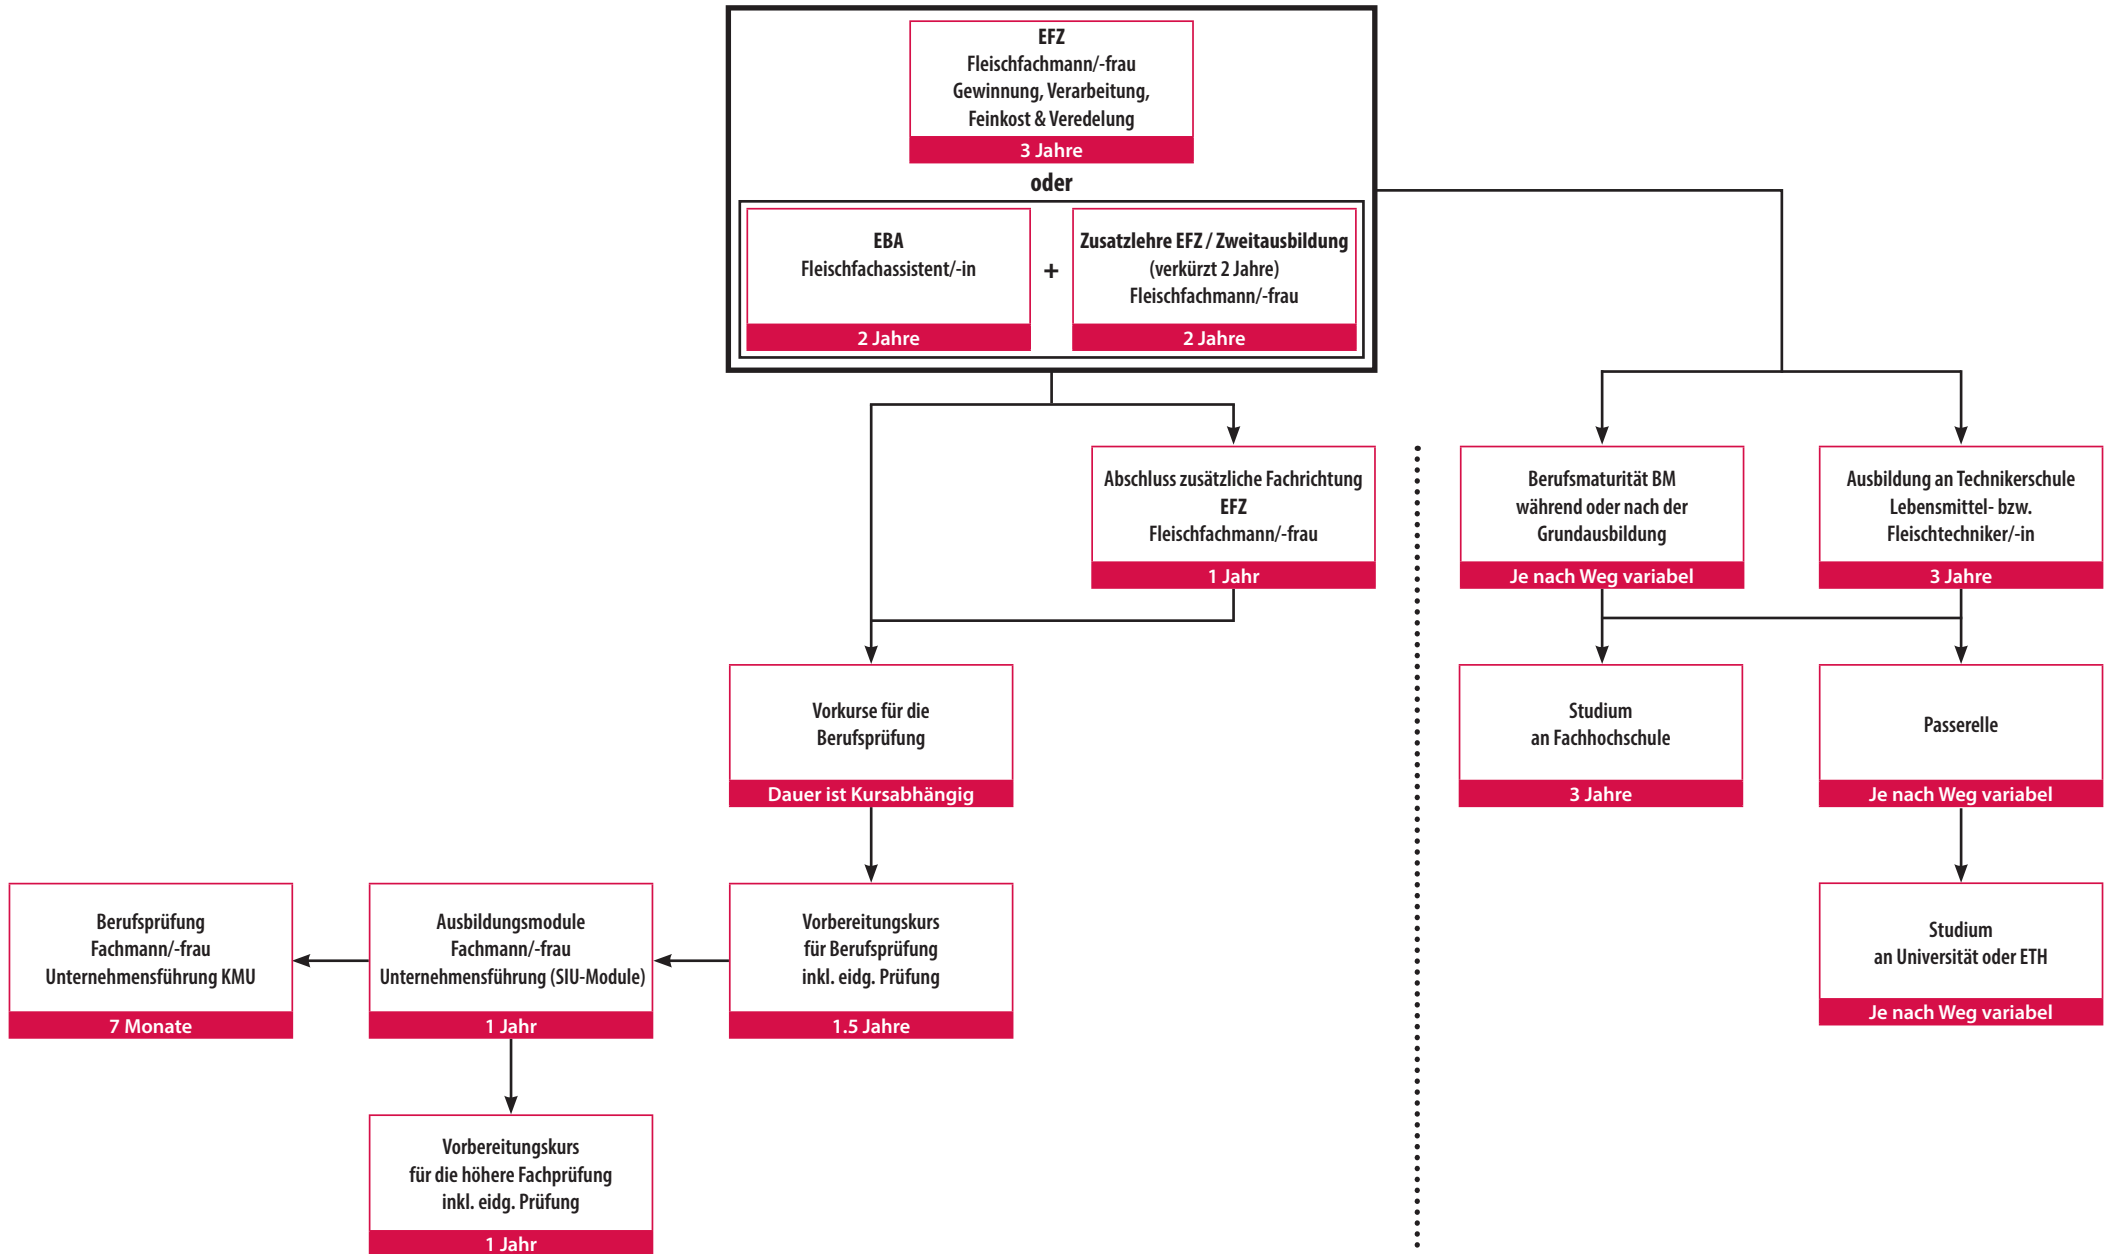 EFZ
Fleischfachmann/-frau
Gewinnung, Verarbeitung,
Feinkost & Veredelung
3 Jahre
oder
EBA
Fleischfachassistent/-in
2 Jahre
+
Zusatzlehre EFZ / Zweitausbildung
(verkürzt 2 Jahre)
Fleischfachmann/-frau
2 Jahre
Abschluss zusätzliche Fachrichtung
EFZ
Fleischfachmann/-frau
1 Jahr
Berufsmaturität BM
während oder nach der
Grundausbildung
Je nach Weg variabel
Ausbildung an Technikerschule
Lebensmittel- bzw.
Fleischtechniker/-in
3 Jahre
Vorkurse für die
Berufsprüfung
Dauer ist Kursabhängig
Studium
an Fachhochschule
3 Jahre
Passerelle
Je nach Weg variabel
Berufsprüfung
Fachmann/-frau
Unternehmensführung KMU
7 Monate
Ausbildungsmodule
Fachmann/-frau
Unternehmensführung (SIU-Module)
1 Jahr
Vorbereitungskurs
für Berufsprüfung
inkl. eidg. Prüfung
1.5 Jahre
Studium
an Universität oder ETH
Je nach Weg variabel
Vorbereitungskurs
für die höhere Fachprüfung
inkl. eidg. Prüfung
1 Jahr